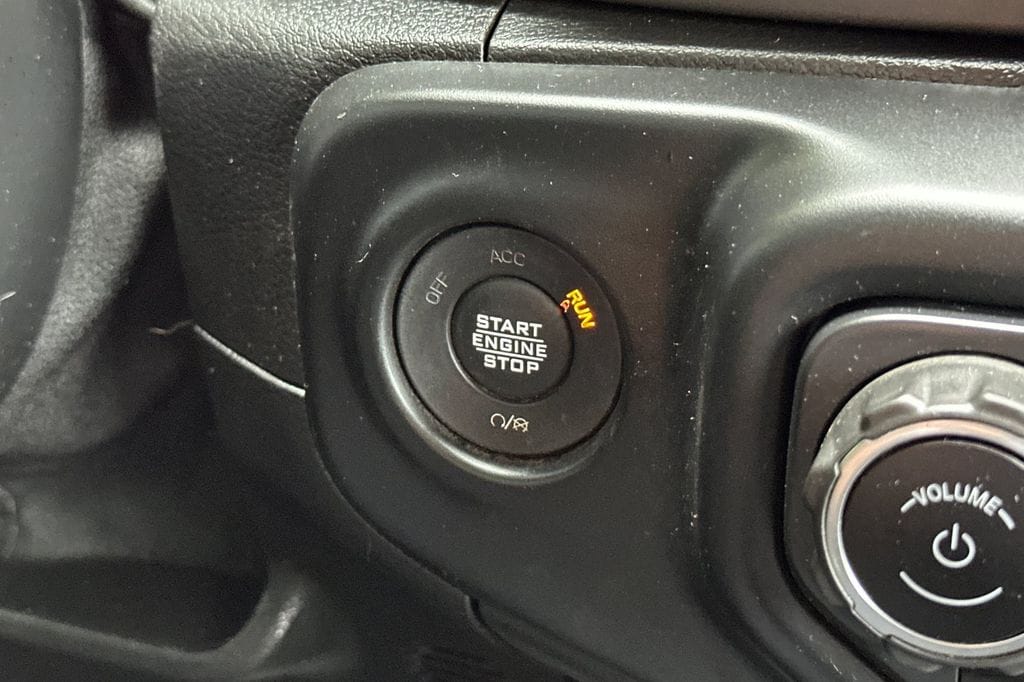 ACC
OFF
RUN
START
ENGINE
STOP
VOLUME